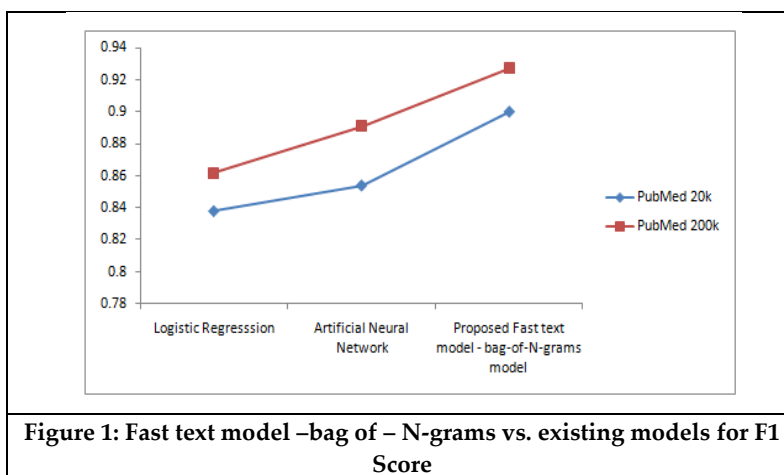 0.94
0.92
0.9
0.88
0.86
0.84
0.82
0.8
0.78
Logistic Regresssion
Artificial Neural
Network
Proposed Fast text
model - bag-of-N-grams
model
PubMed 20k
PubMed 200k
Figure 1: Fast text model –bag of – N-grams vs. existing models for F1
Score